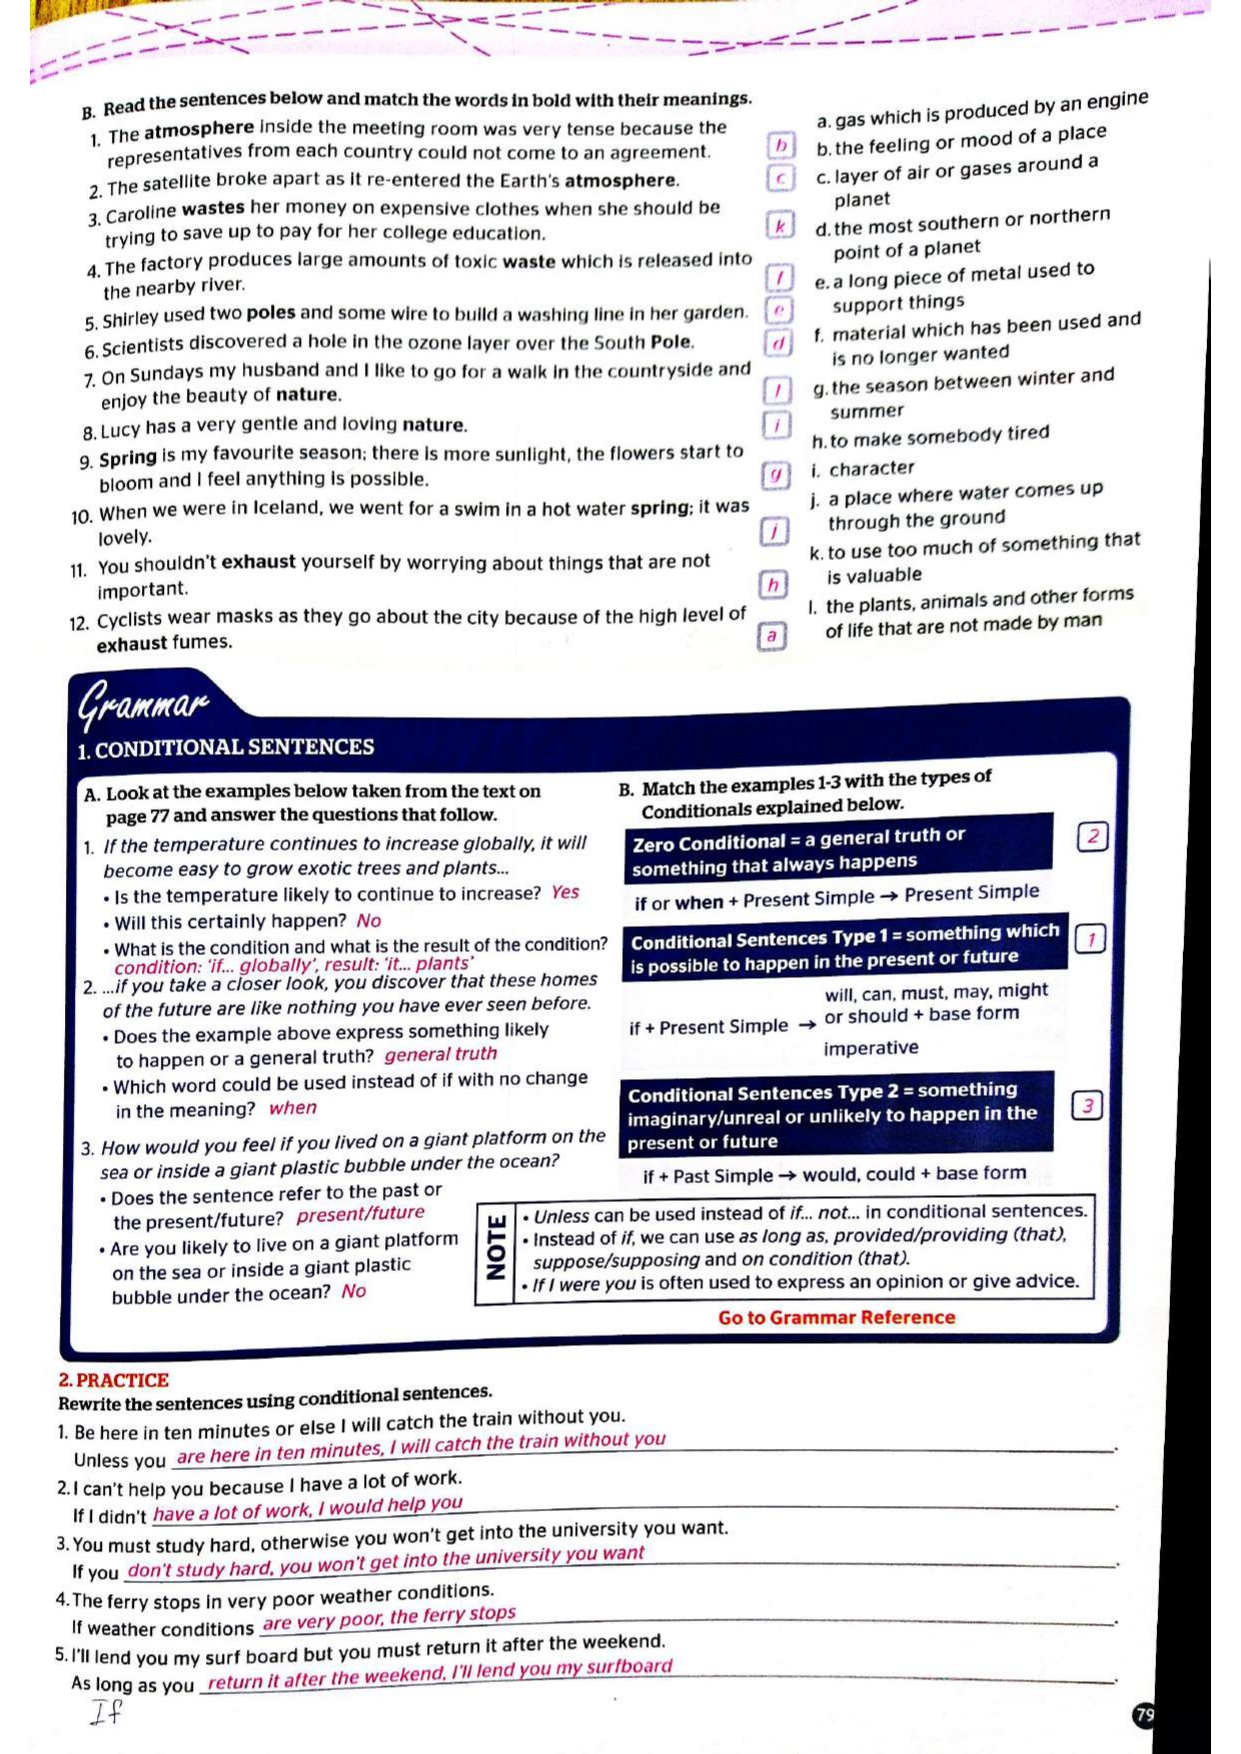 B. Read the sentences below and match the words in bold with their meanings.
1. The atmosphere inside the meeting room was very tense because the
representatives from each country could not come to an agreement.
b
2. The satellite broke apart as it re-entered the Earth's atmosphere.
c
3. Caroline wastes her money on expensive clothes when she should be
trying to save up to pay for her college education.
k
4. The factory produces large amounts of toxic waste which is released into
the nearby river.
f
5. Shirley used two poles and some wire to build a washing line in her garden.
e
6. Scientists discovered a hole in the ozone layer over the South Pole.
d
7. On Sundays my husband and I like to go for a walk in the countryside and
enjoy the beauty of nature.
l
8. Lucy has a very gentle and loving nature.
i
9. Spring is my favourite season; there is more sunlight, the flowers start to
bloom and I feel anything is possible.
g
10. When we were in Iceland, we went for a swim in a hot water spring; it was
lovely.
j
11. You shouldn't exhaust yourself by worrying about things that are not
important.
h
12. Cyclists wear masks as they go about the city because of the high level of
exhaust fumes.
a
a. gas which is produced by an engine
b. the feeling or mood of a place
c. layer of air or gases around a
planet
d. the most southern or northern
point of a planet
e. a long piece of metal used to
support things
f. material which has been used and
is no longer wanted
g. the season between winter and
summer
h. to make somebody tired
i. character
j. a place where water comes up
through the ground
k. to use too much of something that
is valuable
l. the plants, animals and other forms
of life that are not made by man
Grammar
1. CONDITIONAL SENTENCES
A. Look at the examples below taken from the text on
page 77 and answer the questions that follow.
1. If the temperature continues to increase globally, it will
become easy to grow exotic trees and plants...
• Is the temperature likely to continue to increase? Yes
• Will this certainly happen? No
• What is the condition and what is the result of the condition?
condition: 'if... globally', result: 'it... plants'
2. ...if you take a closer look, you discover that these homes
of the future are like nothing you have ever seen before.
• Does the example above express something likely
to happen or a general truth? general truth
• Which word could be used instead of if with no change
in the meaning? when
3. How would you feel if you lived on a giant platform on the
sea or inside a giant plastic bubble under the ocean?
• Does the sentence refer to the past or
the present/future? present/future
• Are you likely to live on a giant platform
on the sea or inside a giant plastic
bubble under the ocean? No
B. Match the examples 1-3 with the types of
Conditionals explained below.
Zero Conditional = a general truth or
something that always happens
2
if or when + Present Simple → Present Simple
Conditional Sentences Type 1 = something which
is possible to happen in the present or future
1
will, can, must, may, might
if + Present Simple → or should + base form
imperative
Conditional Sentences Type 2 = something
imaginary/unreal or unlikely to happen in the
present or future
3
if + Past Simple → would, could + base form
NOTE
• Unless can be used instead of if... not... in conditional sentences.
• Instead of if, we can use as long as, provided/providing (that),
suppose/supposing and on condition (that).
• If I were you is often used to express an opinion or give advice.
Go to Grammar Reference
2. PRACTICE
Rewrite the sentences using conditional sentences.
1. Be here in ten minutes or else I will catch the train without you.
Unless you are here in ten minutes, I will catch the train without you.
2. I can't help you because I have a lot of work.
If I didn't have a lot of work, I would help you.
3. You must study hard, otherwise you won't get into the university you want.
If you don't study hard, you won't get into the university you want.
4. The ferry stops in very poor weather conditions.
If weather conditions are very poor, the ferry stops.
5. I'll lend you my surf board but you must return it after the weekend.
As long as you return it after the weekend, I'll lend you my surfboard.
If
79